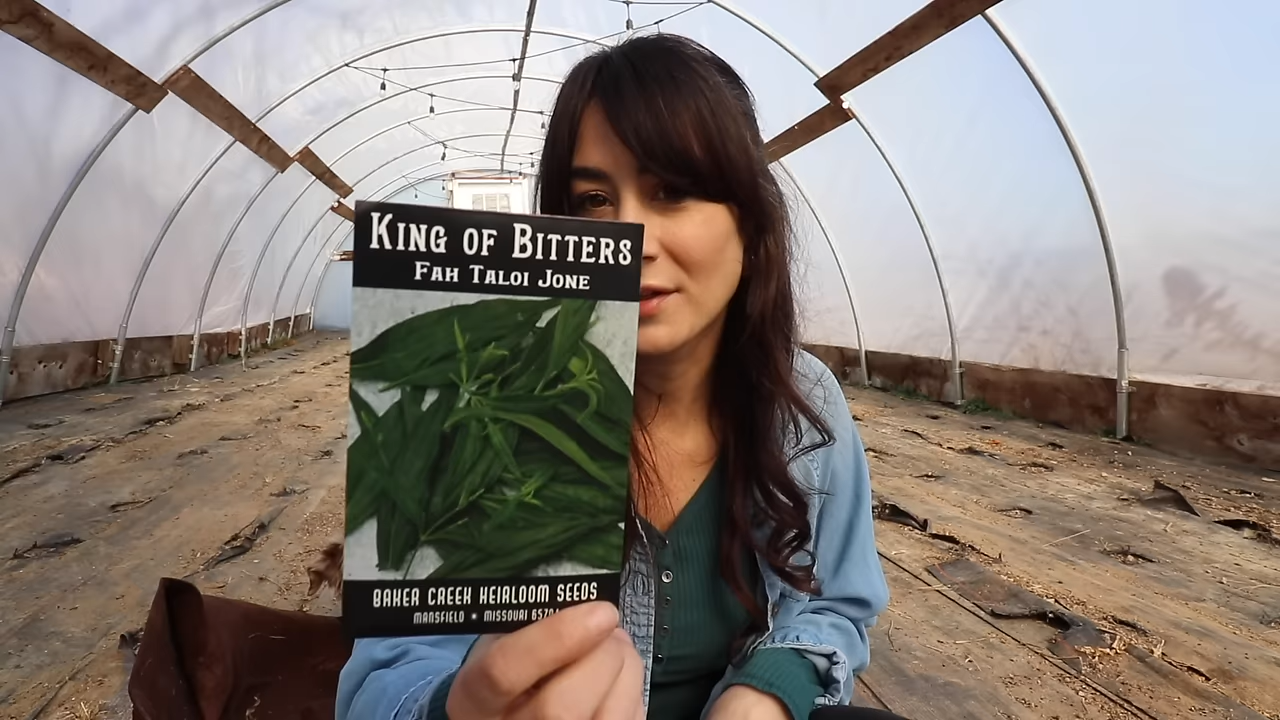 KING OF BITTERS
FAH TALOI JONE
BAKER CREEK HEIRLOOM SEEDS
MANSFIELD * MISSOURI